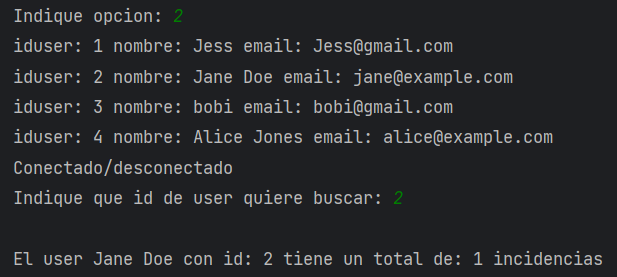 Indique opcion: 2
iduser: 1 nombre: Jess email: Jess@gmail.com
iduser: 2 nombre: Jane Doe email: jane@example.com
iduser: 3 nombre: bobi email: bobi@gmail.com
iduser: 4 nombre: Alice Jones email: alice@example.com
Conectado/desconectado
Indique que id de user quiere buscar: 2
El user Jane Doe con id: 2 tiene un total de: 1 incidencias